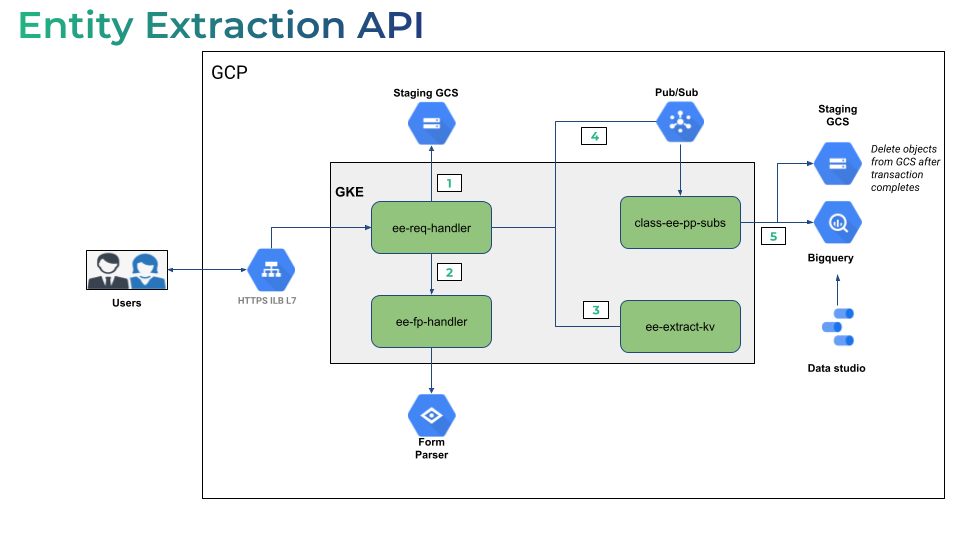 Entity Extraction API
GCP
Staging GCS
Pub/Sub
Staging
GCS
4
Delete objects
from GCS after
transaction
completes
GKE
1
ee-req-handler
class-ee-pp-subs
5
Bigquery
2
HTTPS ILB L7
Users
3
ee-fp-handler
ee-extract-kv
Data studio
Form
Parser